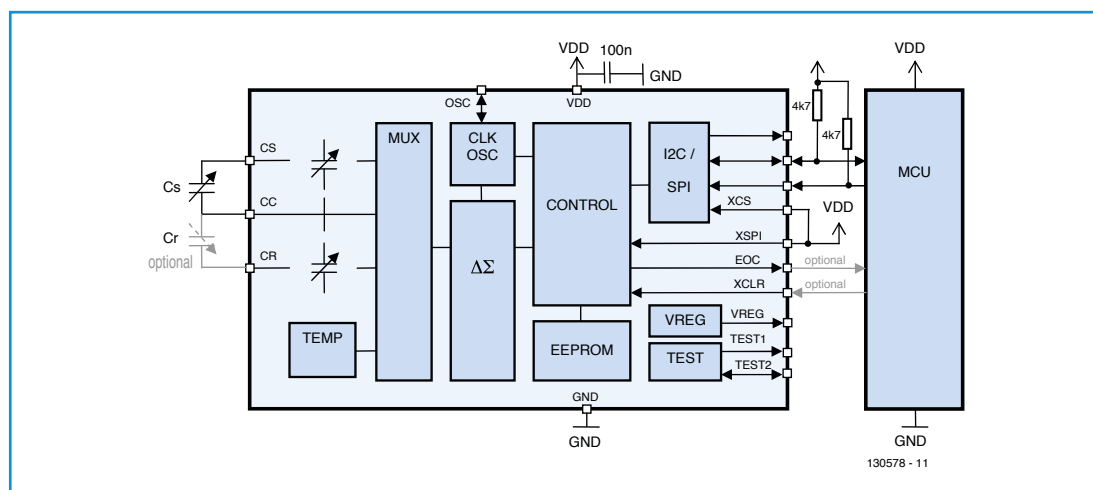 VDD
100n
GND
VDD
OSC
VDD
4k7
4k7
CS
MUX
CLK
OSC
I2C /
SPI
MCU
Cs
CONTROL
CC
XCS
VDD
Cr
XSPI
optional
CR
ΔΣ
EOC
optional
XCLR
optional
VREG
VREG
TEMP
EEPROM
TEST
TEST1
TEST2
GND
GND
GND
130578 - 11